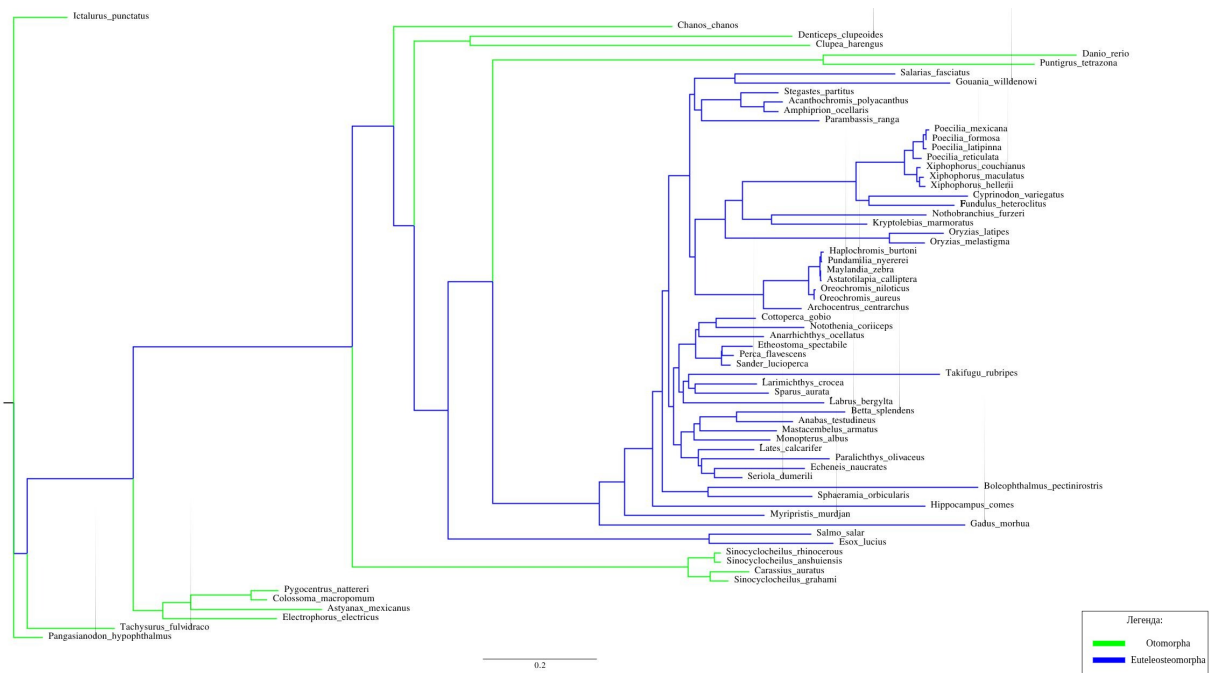 Ictalurus_punctatus
Chanos_chanos
Denticeps_clupeoides
Clupea_harengus
Danio_rerio
Puntigrus_tetrazona
Salarias_fasciatus
Gouania_willdenowi
Stegastes_partitus
Acanthochromis_polyacanthus
Amphiprion_ocellaris
Parambassis_ranga
Poecilia_mexicana
Poecilia_formosa
Poecilia_latipinna
Poecilia_reticulata
Xiphophorus_couchianus
Xiphophorus_maculatus
Xiphophorus_hellerii
Cyprinodon_variegatus
Fundulus_heteroclitus
Nothobranchius_furzeri
Kryptolebias_marmoratus
Oryzias_latipes
Oryzias_melastigma
Haplochromis_burtoni
Pundamilia_nyererei
Maylandia_zebra
Astatotilapia_calliptera
Oreochromis_niloticus
Oreochromis_aureus
Archocentrus_centrarchus
Cottoperca_gobio
Notothenia_coriiceps
Anarrhichthys_ocellatus
Etheostoma_spectabile
Perca_flavescens
Sander_lucioperca
Takifugu_rubripes
Larimichthys_crocea
Sparus_aurata
Labrus_bergylta
Betta_splendens
Anabas_testudineus
Mastacembelus_armatus
Monopterus_albus
Lates_calcarifer
Paralichthys_olivaceus
Echeneis_naucrates
Seriola_dumerili
Boleophthalmus_pectinirostris
Sphaeramia_orbicularis
Hippocampus_comes
Myripristis_murdjan
Gadus_morhua
Salmo_salar
Esox_lucius
Sinocyclocheilus_rhinocerous
Sinocyclocheilus_anshuiensis
Carassius_auratus
Sinocyclocheilus_grahami
Pygocentrus_nattereri
Colossoma_macropomum
Astyanax_mexicanus
Electrophorus_electricus
Tachysurus_fulvidraco
Pangasianodon_hypophthalmus
0.2
Легенда:
Otomorpha
Euteleosteomorpha